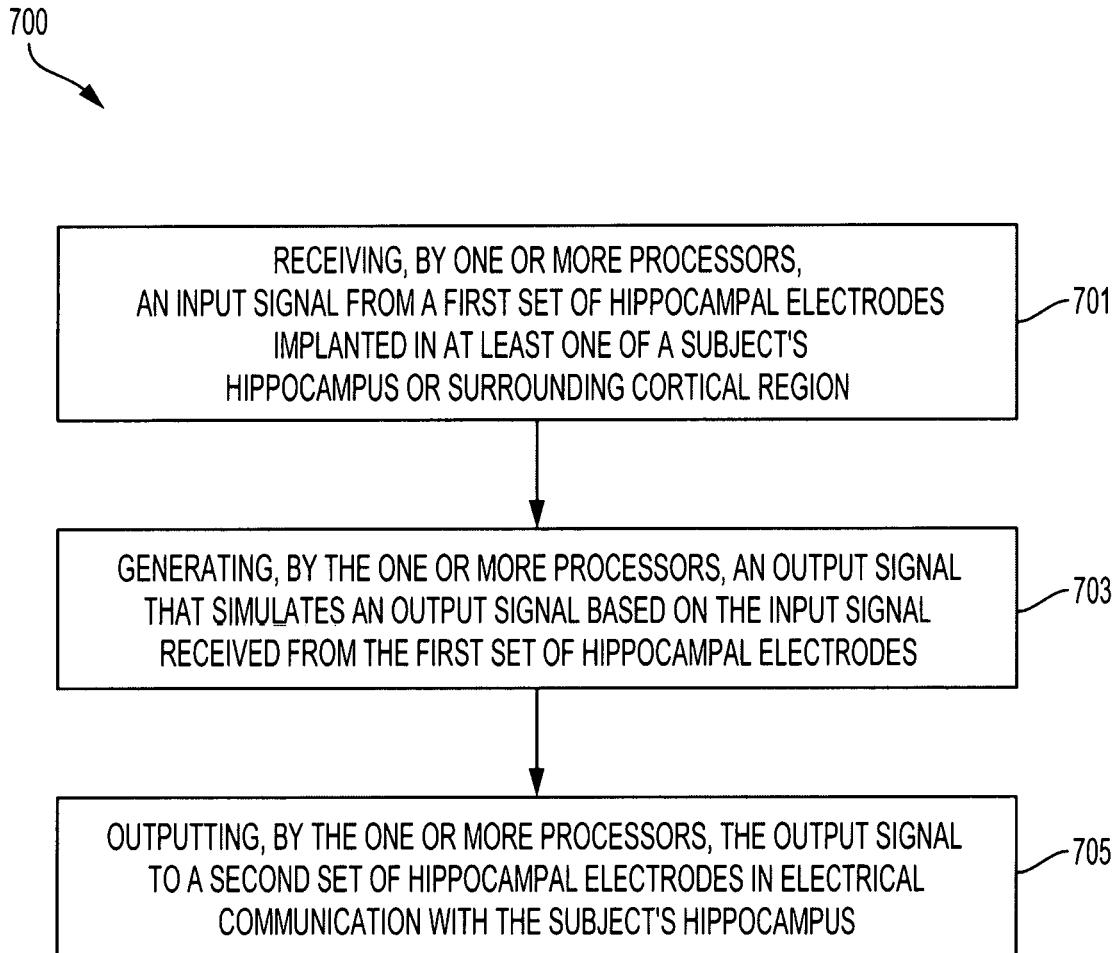 700
RECEIVING, BY ONE OR MORE PROCESSORS,
AN INPUT SIGNAL FROM A FIRST SET OF HIPPOCAMPAL ELECTRODES
IMPLANTED IN AT LEAST ONE OF A SUBJECT'S
HIPPOCAMPUS OR SURROUNDING CORTICAL REGION
701
GENERATING, BY THE ONE OR MORE PROCESSORS, AN OUTPUT SIGNAL
THAT SIMULATES AN OUTPUT SIGNAL BASED ON THE INPUT SIGNAL
RECEIVED FROM THE FIRST SET OF HIPPOCAMPAL ELECTRODES
703
OUTPUTTING, BY THE ONE OR MORE PROCESSORS, THE OUTPUT SIGNAL
TO A SECOND SET OF HIPPOCAMPAL ELECTRODES IN ELECTRICAL
COMMUNICATION WITH THE SUBJECT'S HIPPOCAMPUS
705